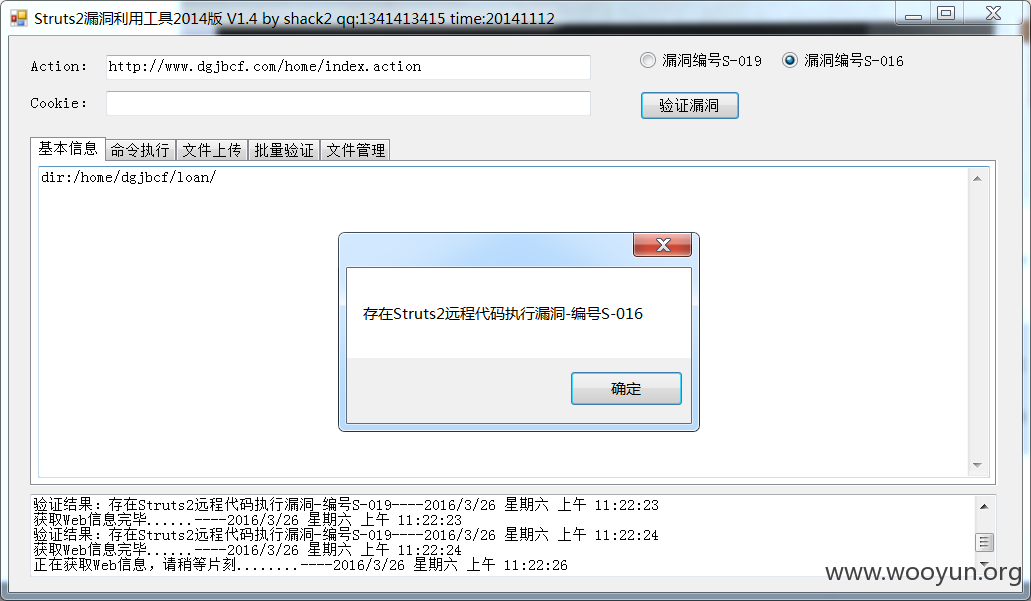 Struts2漏洞利用工具2014版 V1.4 by shack2 qq:1341413415 time:20141112
Action: http://www.dgjbcf.com/home/index.action
漏洞编号S-019 漏洞编号S-016
Cookie:
验证漏洞
基本信息 命令执行 文件上传 批量验证 文件管理
dir:/home/dgjbcf/loan/
存在Struts2远程代码执行漏洞-编号S-016
确定
验证结果: 存在Struts2远程代码执行漏洞-编号S-019----2016/3/26 星期六 上午 11:22:23
获取Web信息完毕......----2016/3/26 星期六 上午 11:22:23
验证结果: 存在Struts2远程代码执行漏洞-编号S-019----2016/3/26 星期六 上午 11:22:24
获取Web信息完毕......----2016/3/26 星期六 上午 11:22:24
正在获取Web信息，请稍等片刻........----2016/3/26 星期六 上午 11:22:26
www.wooyun.org